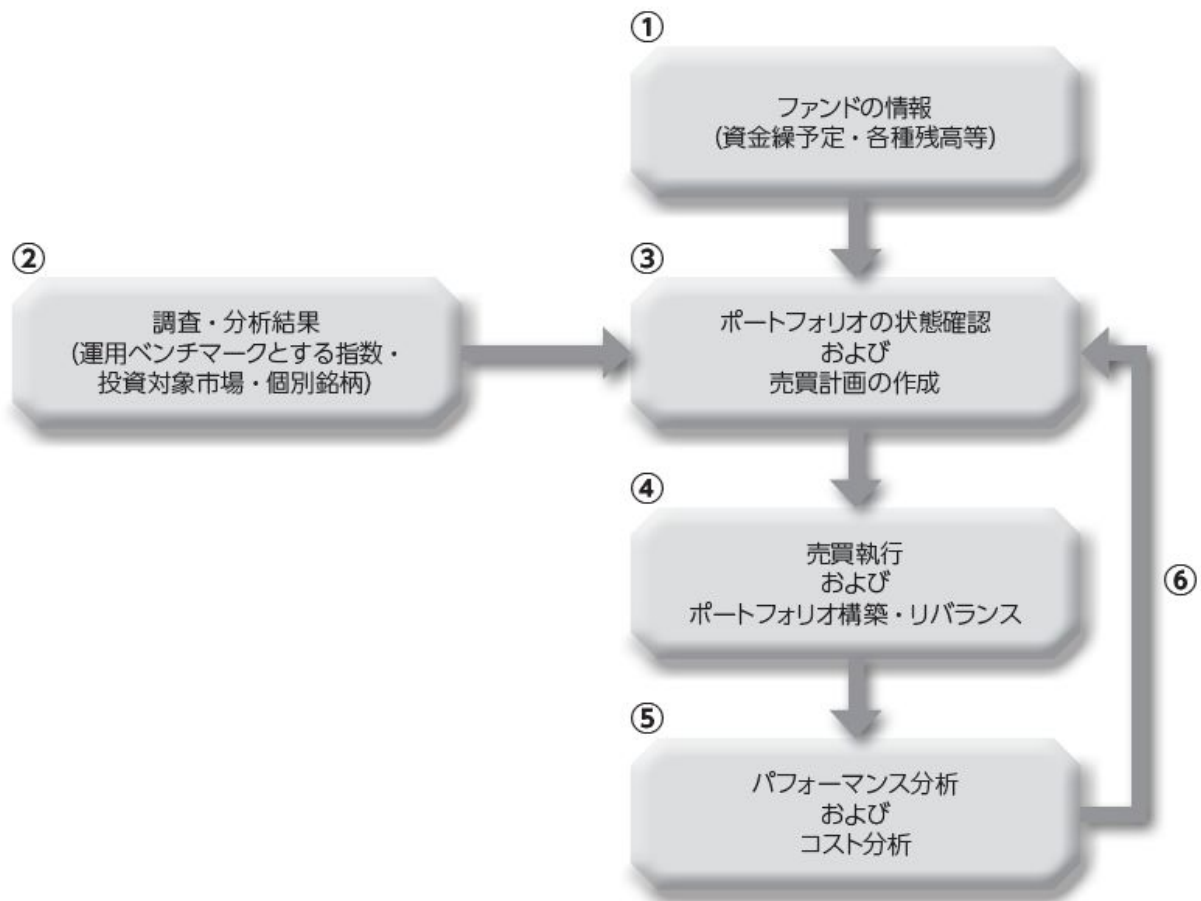 ①
ファンドの情報
(資金繰予定・各種残高等)
②
調査・分析結果
(運用ベンチマークとする指数・
投資対象市場・個別銘柄)
③
ポートフォリオの状態確認
および
売買計画の作成
④
売買執行
および
ポートフォリオ構築・リバランス
⑥
⑤
パフォーマンス分析
および
コスト分析